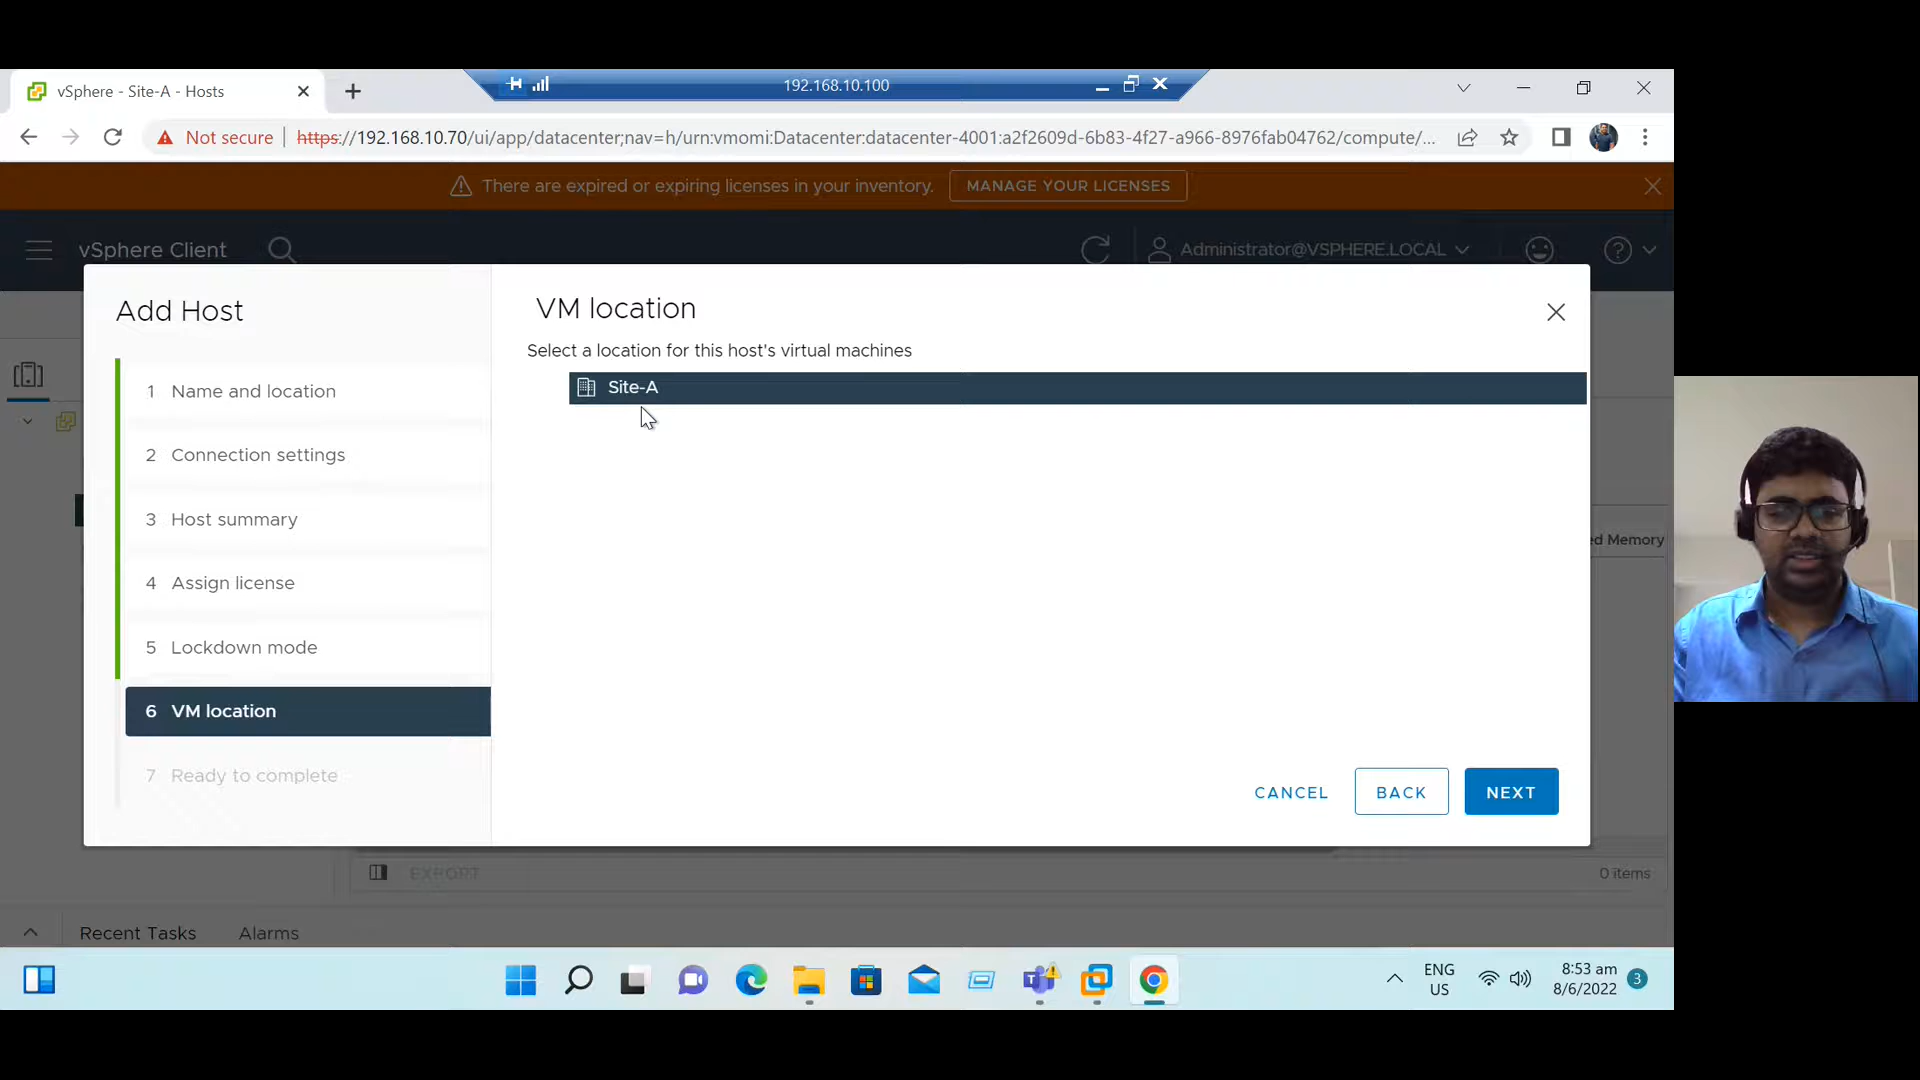 vSphere - Site-A - Hosts
192.168.10.100
Not secure
https://192.168.10.70/ui/app/datacenter;nav=h/urn:vmomi:Datacenter:datacenter-4001:a2f2609d-6b83-4f27-a966-8976fab04762/compute/...
There are expired or expiring licenses in your inventory.
MANAGE YOUR LICENSES
vSphere Client
Administrator@VSPHERE.LOCAL
Add Host
1 Name and location
2 Connection settings
3 Host summary
4 Assign license
5 Lockdown mode
6 VM location
7 Ready to complete
VM location
Select a location for this host's virtual machines
Site-A
ed Memory
CANCEL
BACK
NEXT
EXPORT
0 items
Recent Tasks
Alarms
ENG
US
8:53 am
8/6/2022
3